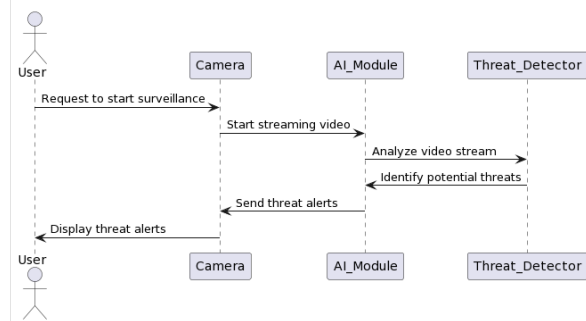 User
Camera
AI_Module
Threat_Detector
Request to start surveillance
Start streaming video
Analyze video stream
Identify potential threats
Send threat alerts
Display threat alerts
User
Camera
AI_Module
Threat_Detector